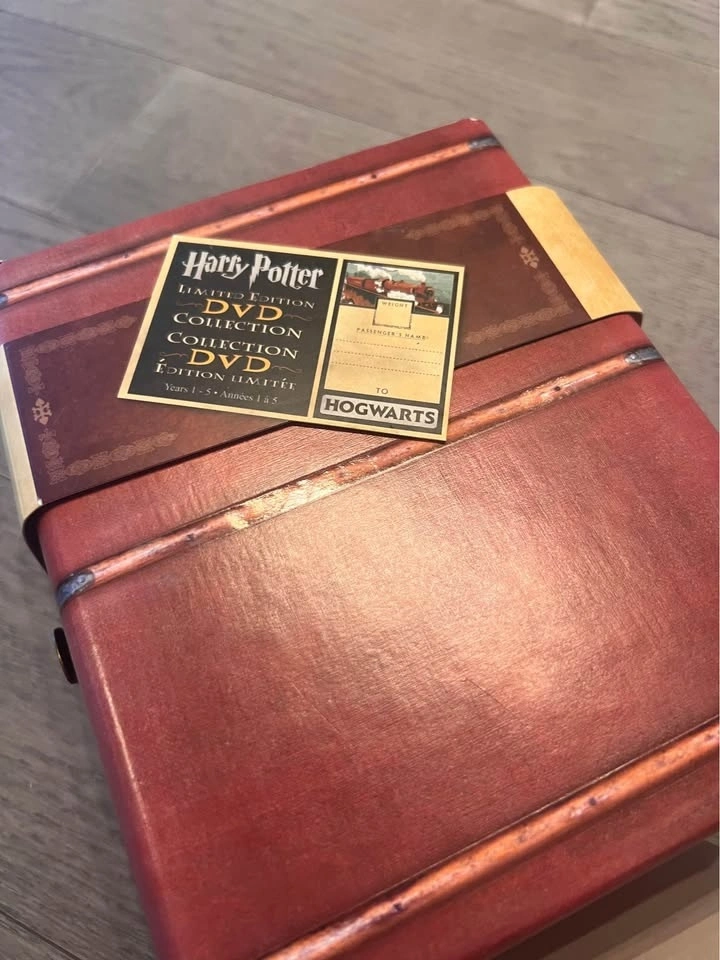 Harry Potter
LIMITED EDITION
DVD
COLLECTION
COLLECTION
DVD
ÉDITION LIMITÉE
Years 1 - 5 • Années 1 à 5
WEIGHT
PASSENGER'S NAME:
TO
HOGWARTS